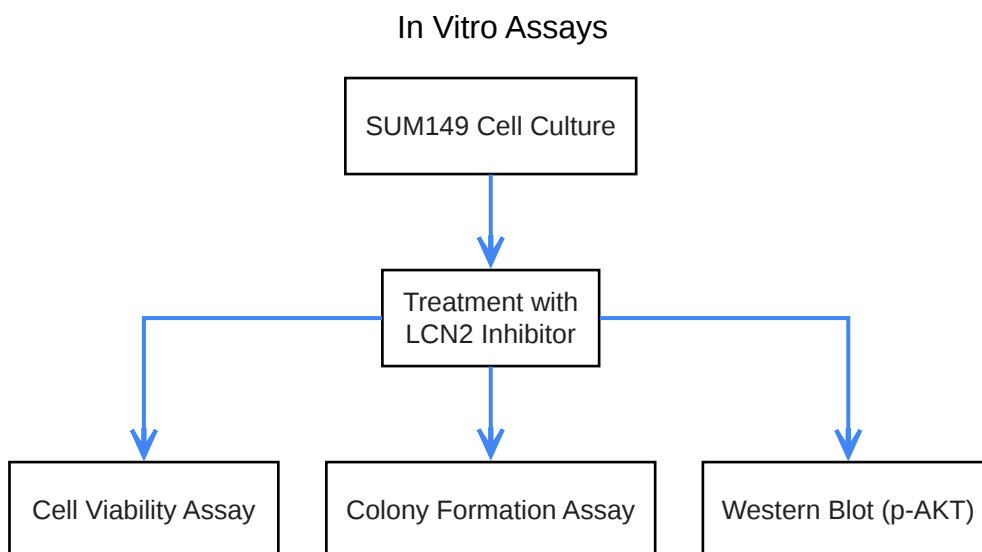 In Vitro Assays
SUM149 Cell Culture
Treatment with
LCN2 Inhibitor
Cell Viability Assay
Colony Formation Assay
Western Blot (p-AKT)